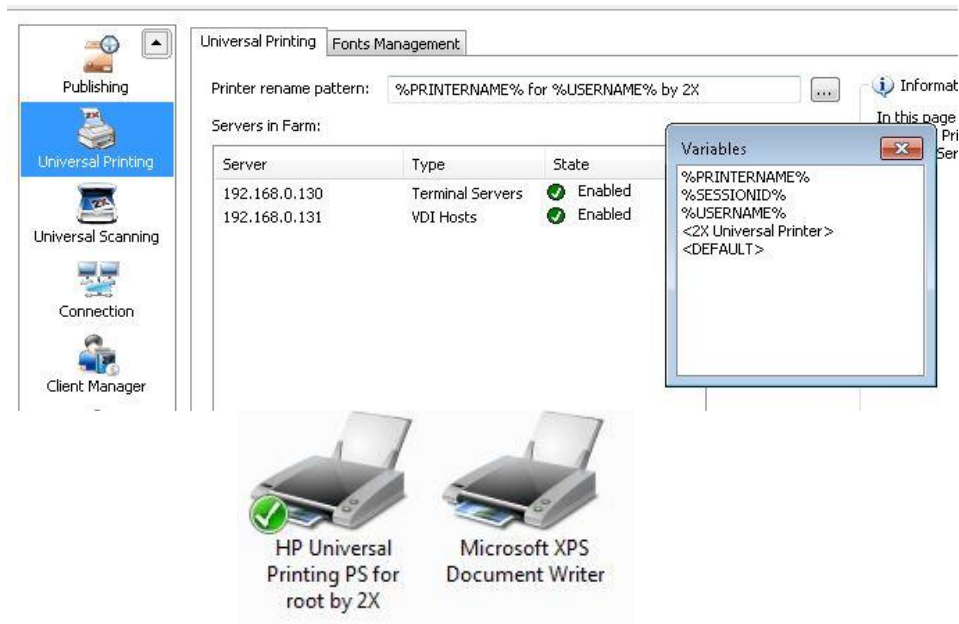 Publishing
Universal Printing
Universal Scanning
Connection
Client Manager
Universal Printing Fonts Management
Printer rename pattern: %PRINTERNAME% for %USERNAME% by 2X ...
Servers in Farm:
Server Type State
192.168.0.130 Terminal Servers Enabled
192.168.0.131 VDI Hosts Enabled
Informat
In this page
Pri
Ser
Variables
%PRINTERNAME%
%SESSIONID%
%USERNAME%
<2X Universal Printer>
<DEFAULT>
HP Universal
Printing PS for
root by 2X
Microsoft XPS
Document Writer